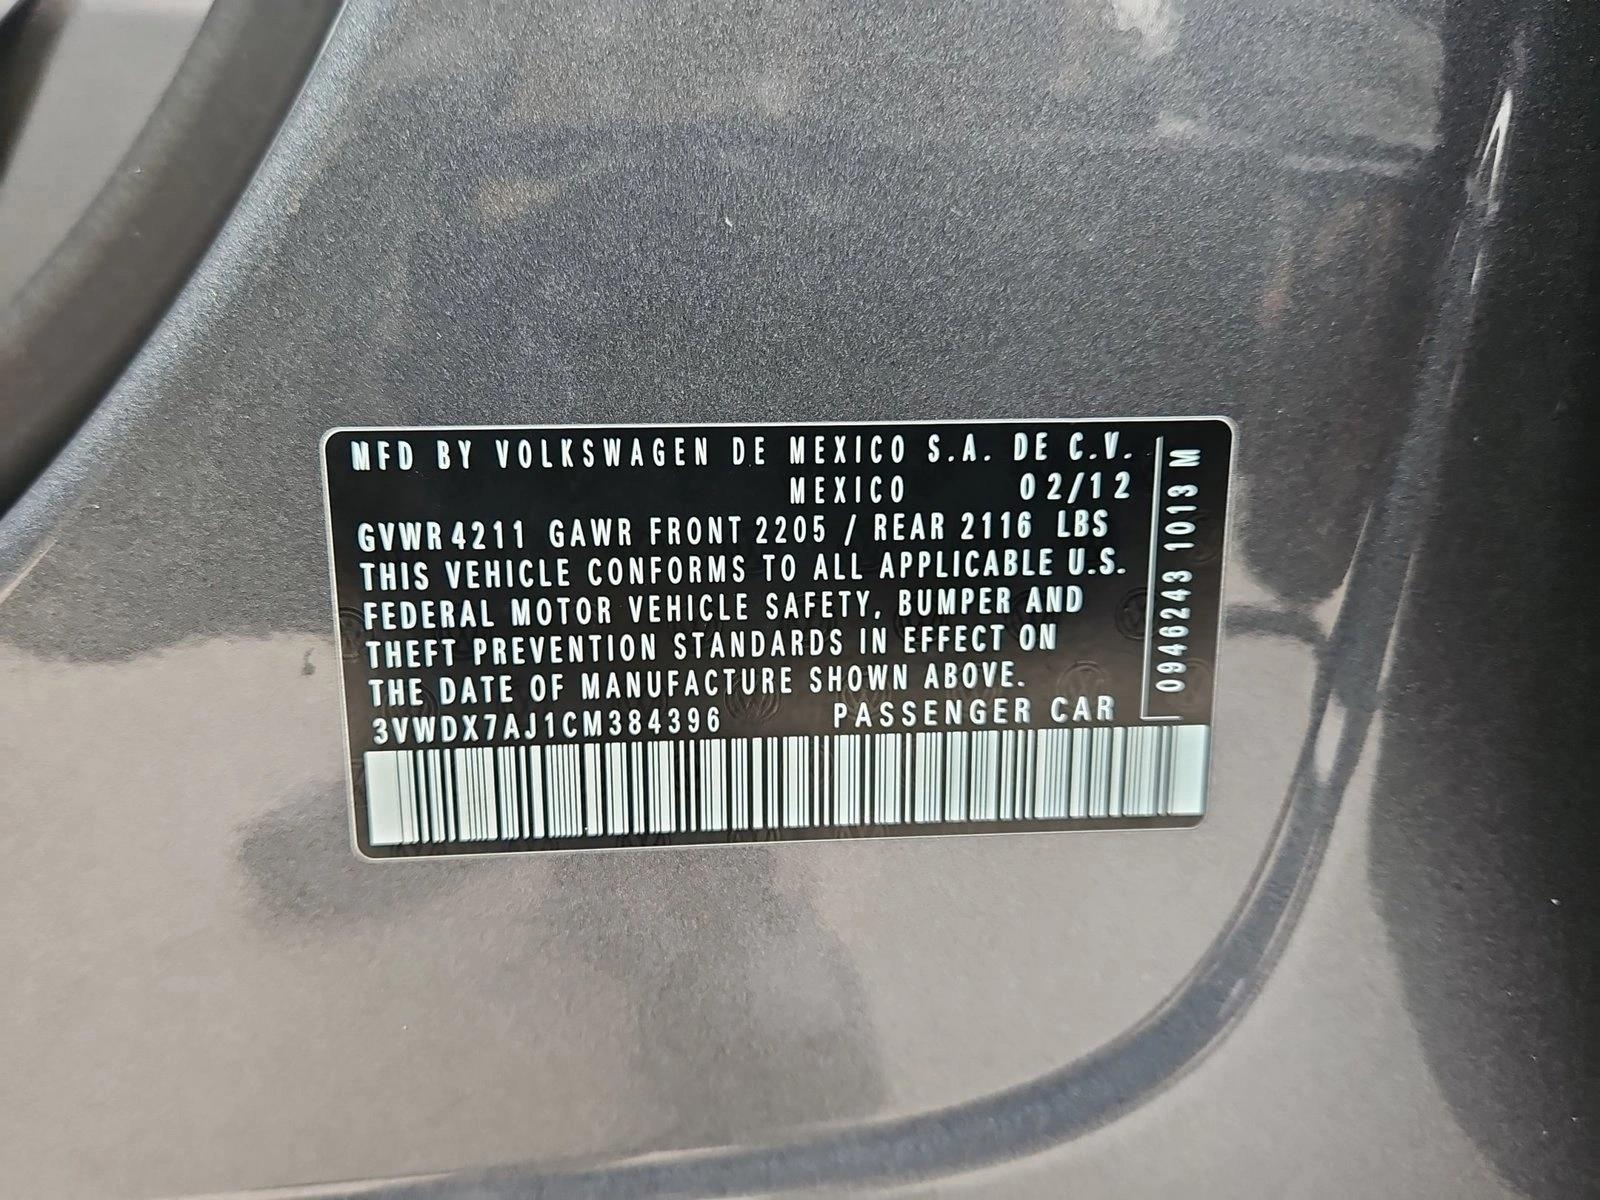 MFD BY VOLKSWAGEN DE MEXICO S.A. DE C.V.
MEXICO 02/12
GVWR 4211 GAWR FRONT 2205 / REAR 2116 LBS
THIS VEHICLE CONFORMS TO ALL APPLICABLE U.S.
FEDERAL MOTOR VEHICLE SAFETY, BUMPER AND
THEFT PREVENTION STANDARDS IN EFFECT ON
THE DATE OF MANUFACTURE SHOWN ABOVE.
3VWDX7AJ1CM384396 PASSENGER CAR
0946243 1013 M